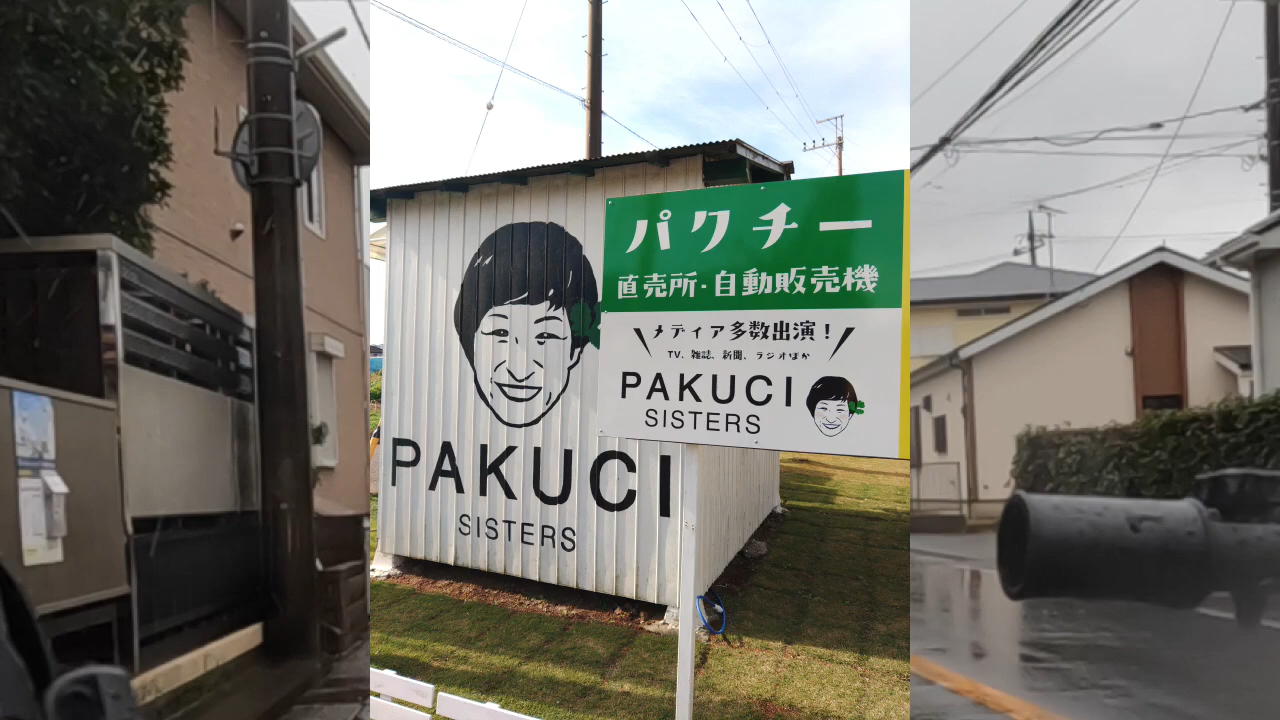 パクチー
直売所・自動販売機
メディア多数出演！
TV、雑誌、新聞、ラジオほか
PAKUCI
SISTERS
PAKUCI
SISTERS